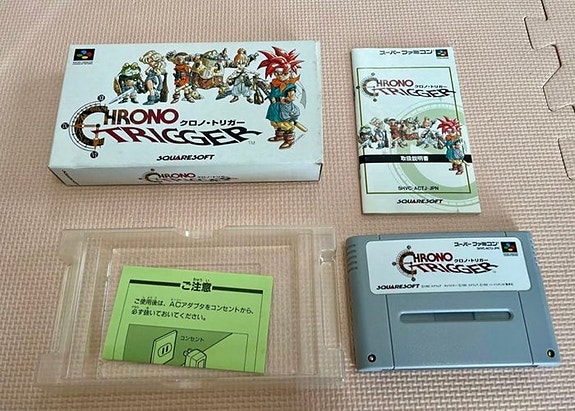 CHRONO
クロノ・トリガー
TRIGGER
TM
SQUARESOFT
CHRONO TRIGGER
SQUARESOFT
スーパーファミコン
CHRONO
クロノ・トリガー
TRIGGER
取扱説明書
SHVC-ACTJ-JPN
SQUARESOFT
ご注意
ご使用後は、ACアダプタをコンセントから、
必ず抜いておいてください。
コンセント
スーパーファミコン
SHVC-ACTJ-JPN
CHRONO
クロノ・トリガー
TRIGGER
SQUARESOFT